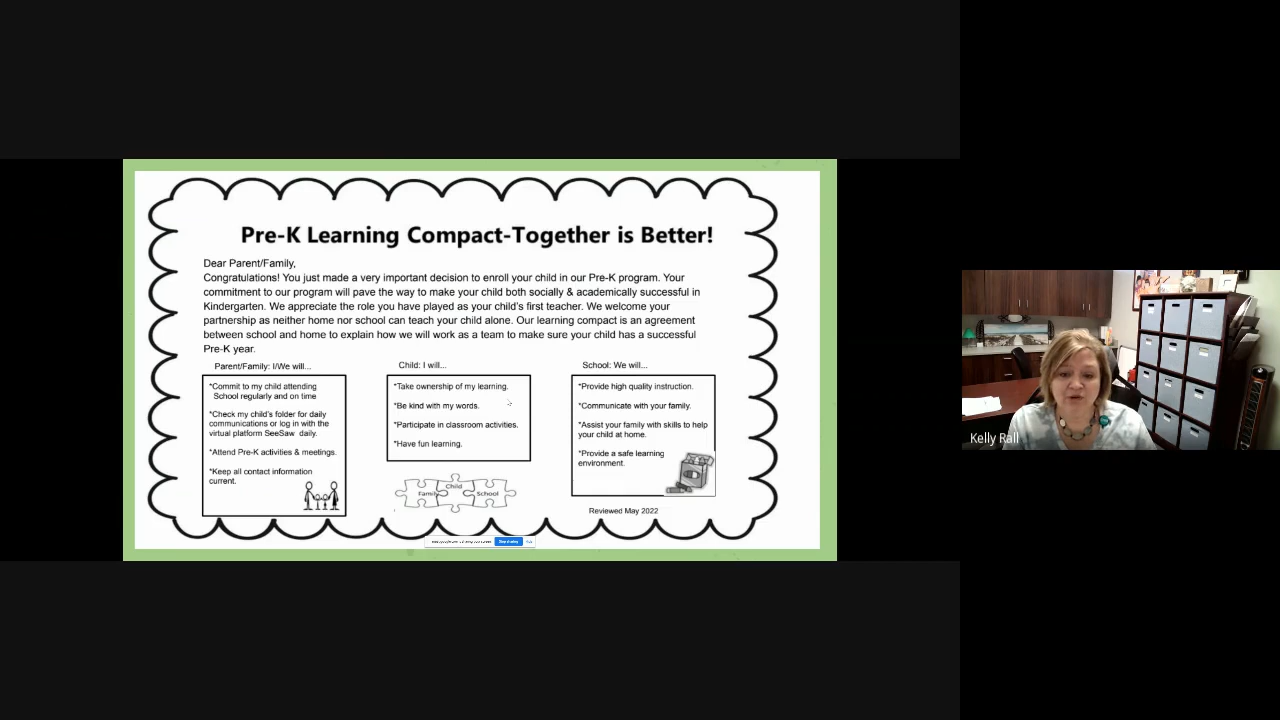 Pre-K Learning Compact-Together is Better!
Dear Parent/Family,
Congratulations! You just made a very important decision to enroll your child in our Pre-K program. Your
commitment to our program will pave the way to make your child both socially & academically successful in
Kindergarten. We appreciate the role you have played as your child's first teacher. We welcome your
partnership as neither home nor school can teach your child alone. Our learning compact is an agreement
between school and home to explain how we will work as a team to make sure your child has a successful
Pre-K year.
Parent/Family: I/We will...
*Commit to my child attending
School regularly and on time
*Check my child's folder for daily
communications or log in with the
virtual platform SeeSaw daily.
*Attend Pre-K activities & meetings.
*Keep all contact information
current.
Child: I will...
*Take ownership of my learning.
*Be kind with my words.
*Participate in classroom activities.
*Have fun learning.
Family
Child
School
School: We will...
*Provide high quality instruction.
*Communicate with your family.
*Assist your family with skills to help
your child at home.
*Provide a safe learning
environment.
Reviewed May 2022
Kelly Rall